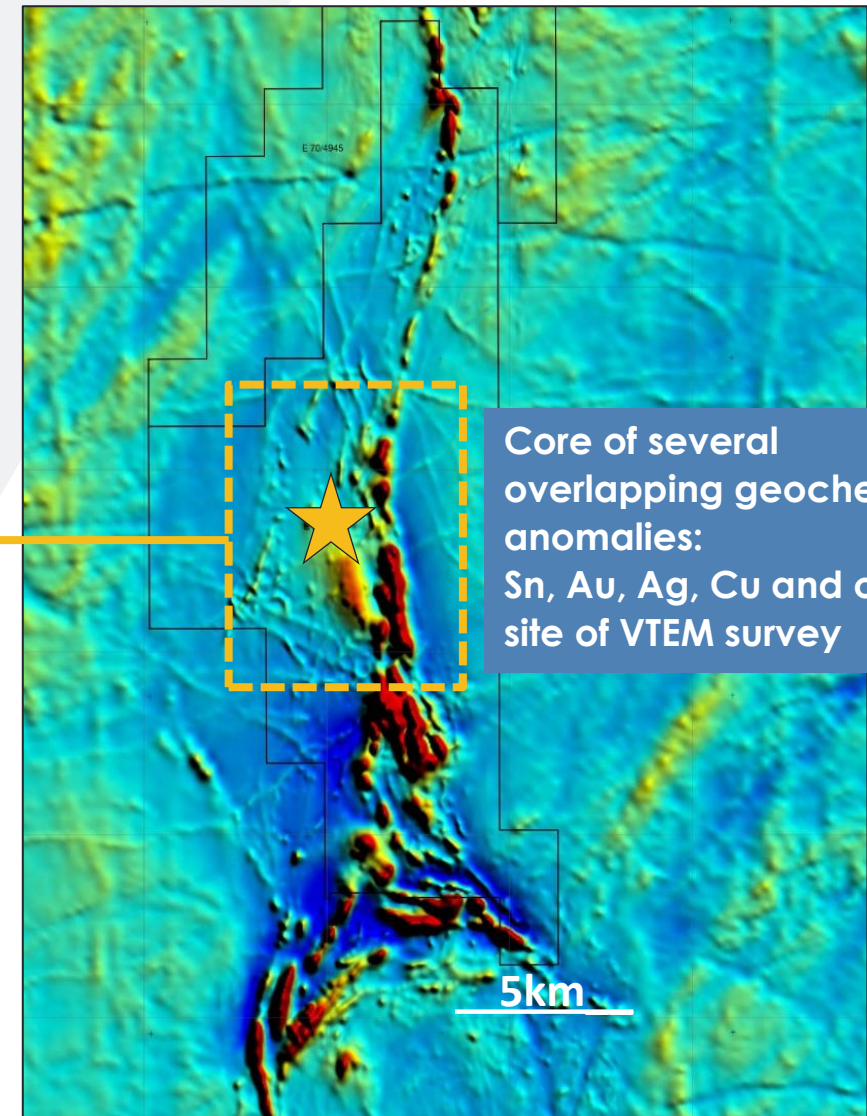 E 70/4945
Core of several
overlapping geoche
anomalies:
Sn, Au, Ag, Cu and
site of VTEM survey
5km